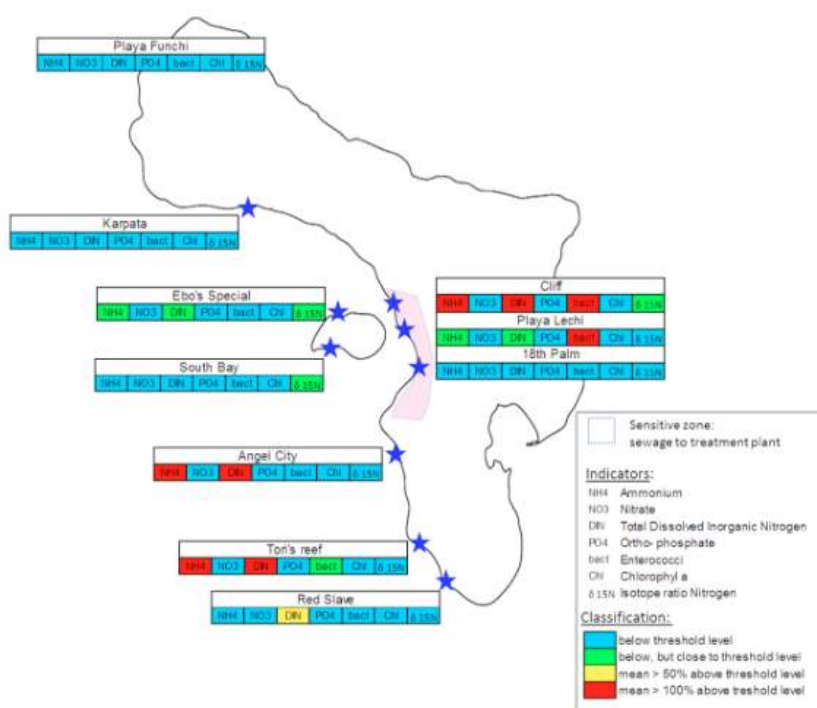 Playa Funchi
NH4 NO3 DIN PO4 bact Chl δ 15N
Karpata
NH4 NO3 DIN PO4 bact Chl δ 15N
Ebo's Special
NH4 NO3 DIN PO4 bact Chl δ 15N
South Bay
NH4 NO3 DIN PO4 bact Chl δ 15N
Cliff
NH4 NO3 DIN PO4 bact Chl δ 15N
Playa Lechi
NH4 NO3 DIN PO4 bact Chl δ 15N
18th Palm
NH4 NO3 DIN PO4 bact Chl δ 15N
Angel City
NH4 NO3 DIN PO4 bact Chl δ 15N
Tori's reef
NH4 NO3 DIN PO4 bact Chl δ 15N
Red Slave
NH4 NO3 DIN PO4 bact Chl δ 15N
Sensitive zone:
sewage to treatment plant
Indicators:
NH4 Ammonium
NO3 Nitrate
DIN Total Dissolved Inorganic Nitrogen
PO4 Ortho- phosphate
bact Enterococci
Chl Chlorophyl a
δ 15N Isotope ratio Nitrogen
Classification:
below threshold level
below, but close to threshold level
mean > 50% above threshold level
mean > 100% above treshold level